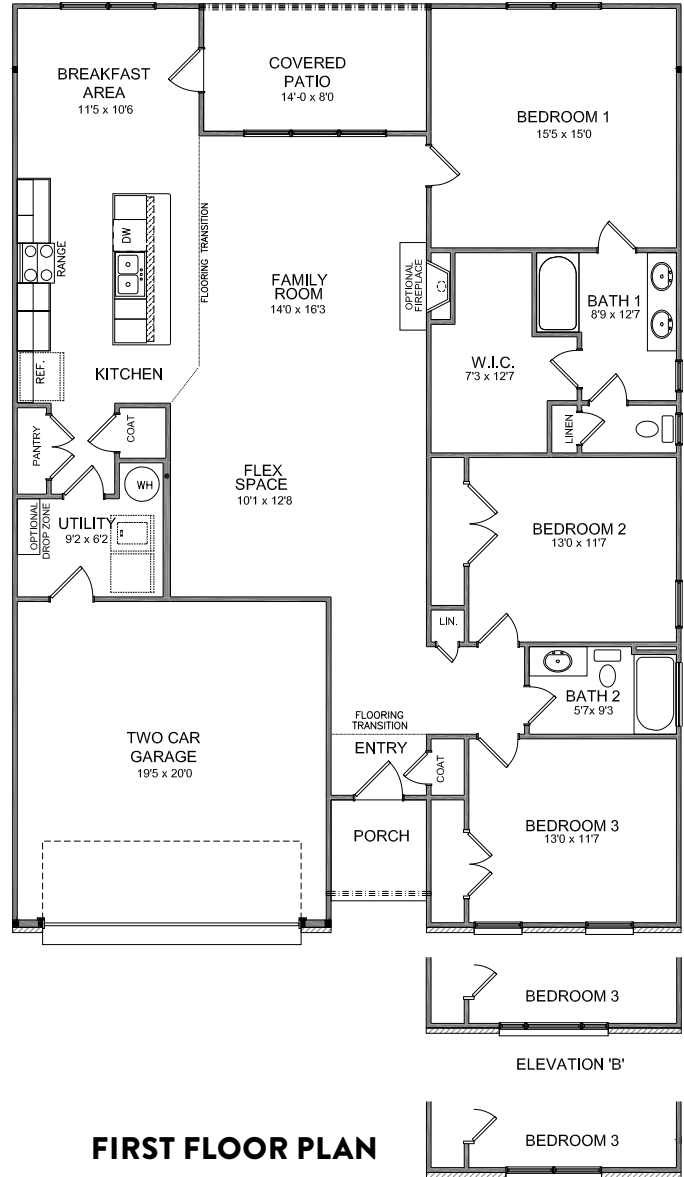 BREAKFAST
AREA
11'5 x 10'6
COVERED
PATIO
14'-0 x 8'0
BEDROOM 1
15'5 x 15'0
RANGE
DW
FLOORING TRANSITION
FAMILY
ROOM
14'0 x 16'3
OPTIONAL
FIREPLACE
BATH 1
8'9 x 12'7
W.I.C.
7'3 x 12'7
REF.
KITCHEN
PANTRY
COAT
LINEN
FLEX
SPACE
10'1 x 12'8
WH
OPTIONAL
DROP ZONE
UTILITY
9'2 x 6'2
BEDROOM 2
13'0 x 11'7
LIN.
BATH 2
5'7x 9'3
FLOORING
TRANSITION
ENTRY
COAT
TWO CAR
GARAGE
19'5 x 20'0
PORCH
BEDROOM 3
13'0 x 11'7
BEDROOM 3
ELEVATION 'B'
BEDROOM 3
FIRST FLOOR PLAN